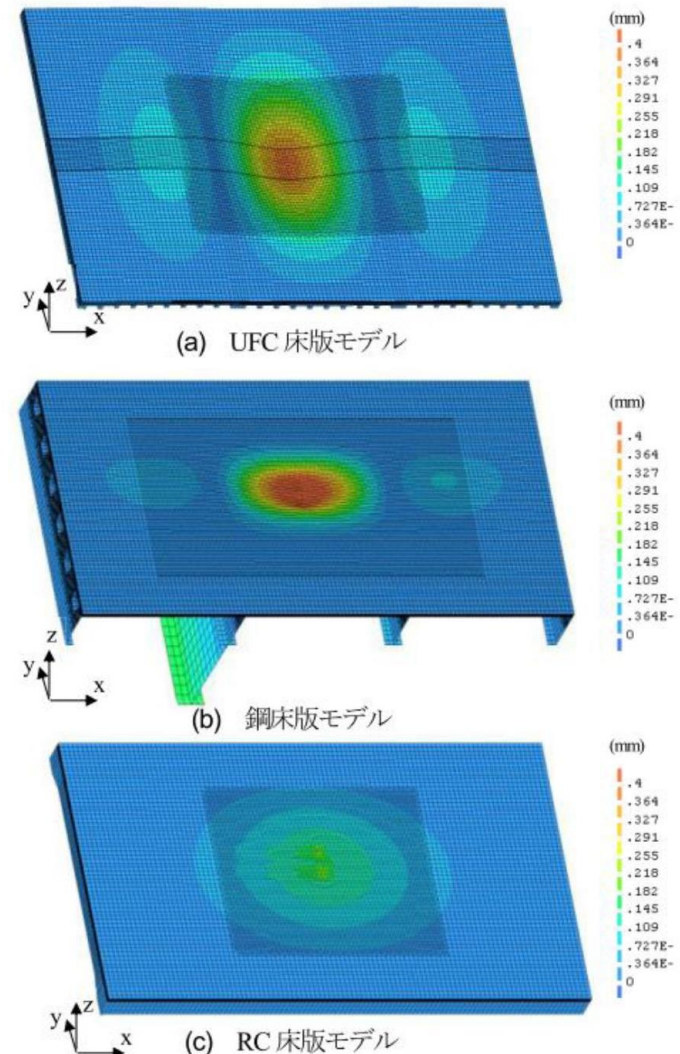 (mm)
.4
.364
.327
.291
.255
.218
.182
.145
.109
.727E-
.364E-
0
y z
x
(a) UFC 床版モデル
(mm)
.4
.364
.327
.291
.255
.218
.182
.145
.109
.727E-
.364E-
0
z
y
x
(b) 鋼床版モデル
(mm)
.4
.364
.327
.291
.255
.218
.182
.145
.109
.727E-
.364E-
0
z
y
x
(c) RC 床版モデル